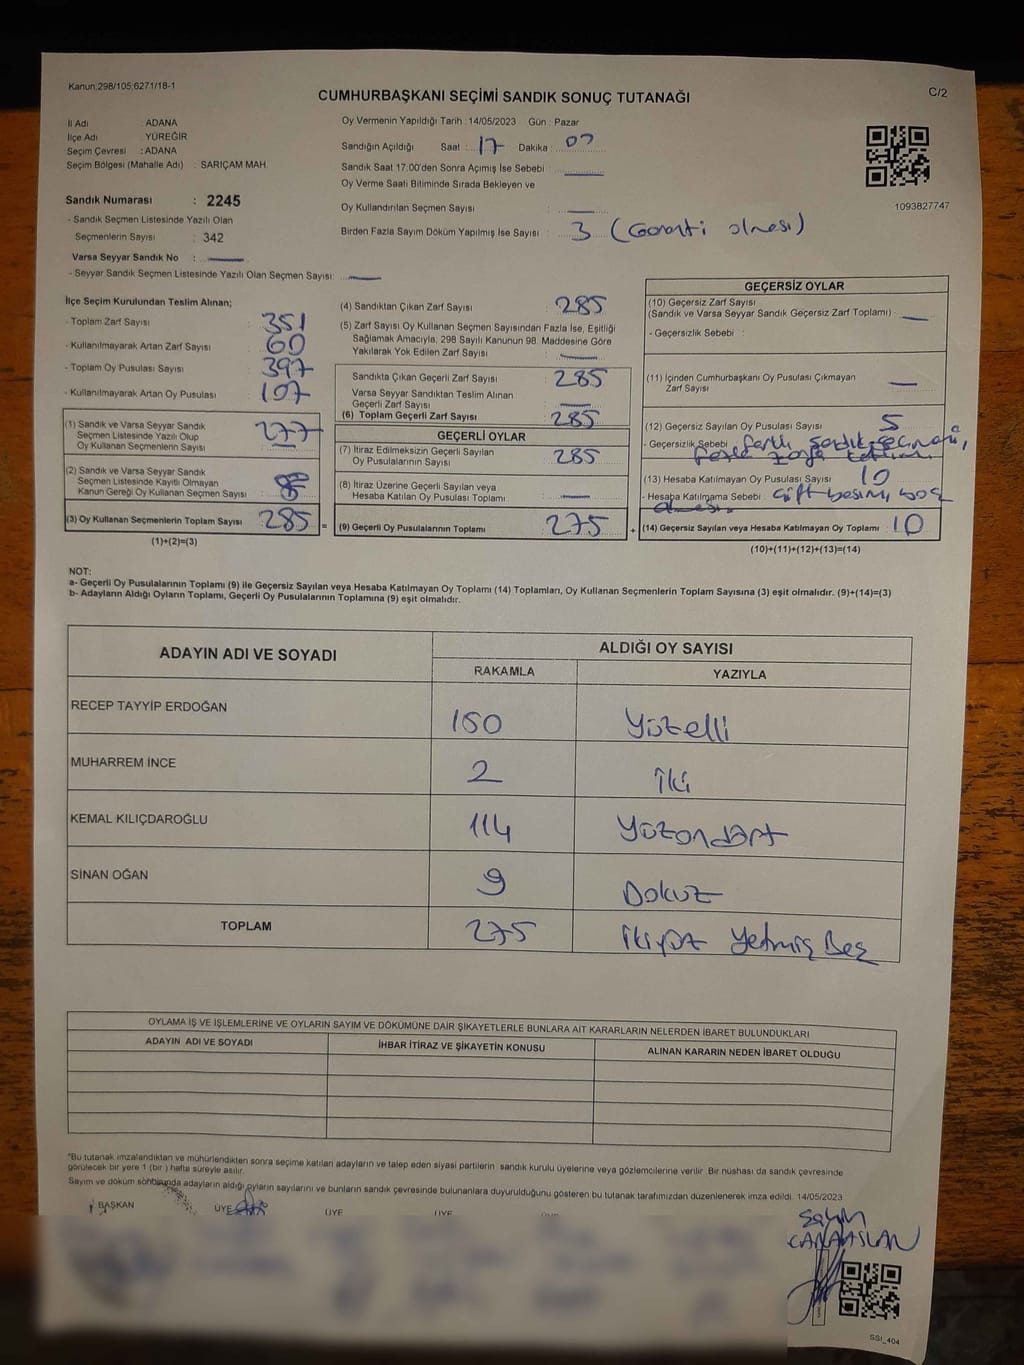 Kanun;298/105;6271/18-1
C/2
CUMHURBAŞKANI SEÇİMİ SANDIK SONUÇ TUTANAĞI
İl Adı ADANA
İlçe Adı YÜREĞİR
Seçim Çevresi : ADANA
Seçim Bölgesi (Mahalle Adı) : SARIÇAM MAH.
Sandık Numarası : 2245
- Sandık Seçmen Listesinde Yazılı Olan
Seçmenlerin Sayısı : 342
Varsa Seyyar Sandık No :
- Seyyar Sandık Seçmen Listesinde Yazılı Olan Seçmen Sayısı:
Oy Vermenin Yapıldığı Tarih : 14/05/2023 Gün : Pazar
Sandığın Açıldığı Saat : 17 Dakika : 07
Sandık Saat 17:00'den Sonra Açımış İse Sebebi :
Oy Verme Saati Bitiminde Sırada Bekleyen ve
Oy Kullandırılan Seçmen Sayısı :
Birden Fazla Sayım Döküm Yapılmış İse Sayısı : 3 (Garanti olması)
1093827747
İlçe Seçim Kurulundan Teslim Alınan;
- Toplam Zarf Sayısı : 351
- Kullanılmayarak Artan Zarf Sayısı : 60
- Toplam Oy Pusulası Sayısı : 397
- Kullanılmayarak Artan Oy Pusulası : 107
(1) Sandık ve Varsa Seyyar Sandık
Seçmen Listesinde Yazılı Olup
Oy Kullanan Seçmenlerin Sayısı : 277
(2) Sandık ve Varsa Seyyar Sandık
Seçmen Listesinde Kayıtlı Olmayan
Kanun Gereği Oy Kullanan Seçmen Sayısı : 8
(3) Oy Kullanan Seçmenlerin Toplam Sayısı : 285 =
(1)+(2)=(3)
(4) Sandıktan Çıkan Zarf Sayısı : 285
(5) Zarf Sayısı Oy Kullanan Seçmen Sayısından Fazla İse, Eşitliği
Sağlamak Amacıyla, 298 Sayılı Kanunun 98. Maddesine Göre
Yakılarak Yok Edilen Zarf Sayısı :
Sandıkta Çıkan Geçerli Zarf Sayısı : 285
Varsa Seyyar Sandıktan Teslim Alınan
Geçerli Zarf Sayısı :
(6) Toplam Geçerli Zarf Sayısı : 285
GEÇERLİ OYLAR
(7) İtiraz Edilmeksizin Geçerli Sayılan
Oy Pusulasının Sayısı : 285
(8) İtiraz Üzerine Geçerli Sayılan veya
Hesaba Katılan Oy Pusulası Toplamı :
(9) Geçerli Oy Pusulalarının Toplamı : 275 +
GEÇERSİZ OYLAR
(10) Geçersiz Zarf Sayısı
(Sandık ve Varsa Seyyar Sandık Geçersiz Zarf Toplamı) :
- Geçersizlik Sebebi :
(11) İçinden Cumhurbaşkanı Oy Pusulası Çıkmayan
Zarf Sayısı :
(12) Geçersiz Sayılan Oy Pusulası Sayısı : 5
- Geçersizlik Sebebi :
(13) Hesaba Katılmayan Oy Pusulası Sayısı : 10
- Hesaba Katılmama Sebebi : Çift basımı, boş
olması.
(14) Geçersiz Sayılan veya Hesaba Katılmayan Oy Toplamı : 10
(10)+(11)+(12)+(13)=(14)
NOT:
a- Geçerli Oy Pusulalarının Toplamı (9) ile Geçersiz Sayılan veya Hesaba Katılmayan Oy Toplamı (14) Toplamları, Oy Kullanan Seçmenlerin Toplam Sayısına (3) eşit olmalıdır. (9)+(14)=(3)
b- Adayların Aldığı Oyların Toplamı, Geçerli Oy Pusulalarının Toplamına (9) eşit olmalıdır.
ADAYIN ADI VE SOYADI ALDIĞI OY SAYISI
RAKAMLA YAZIYLA
RECEP TAYYİP ERDOĞAN 150 Yüzelli
MUHARREM İNCE 2 İki
KEMAL KILIÇDAROĞLU 114 Yüzondört
SİNAN OĞAN 9 Dokuz
TOPLAM 275 İkiyüz Yetmiş Beş
OYLAMA İŞ VE İŞLEMLERİNE VE OYLARIN SAYIM VE DÖKÜMÜNE DAİR ŞİKAYETLERLE BUNLARA AİT KARARLARIN NELERDEN İBARET BULUNDUKLARI
ADAYIN ADI VE SOYADI İHBAR İTİRAZ VE ŞİKAYETİN KONUSU ALINAN KARARIN NEDEN İBARET OLDUĞU
*Bu tutanak imzalandıktan ve mühürlendikten sonra seçime katılan adayların ve talep eden siyasi partilerin sandık kurulu üyelerine veya gözlemcilerine verilir. Bir nüshası da sandık çevresinde
görülecek bir yere 1 (bir) hafta süreyle asılır.
Sayım ve döküm sonunda adayların aldığı oyların sayılarını ve bunların sandık çevresinde bulunanlara duyurulduğunu gösteren bu tutanak tarafımızdan düzenlenerek imza edildi. 14/05/2023
BAŞKAN ÜYE ÜYE ÜYE
SSİ_404